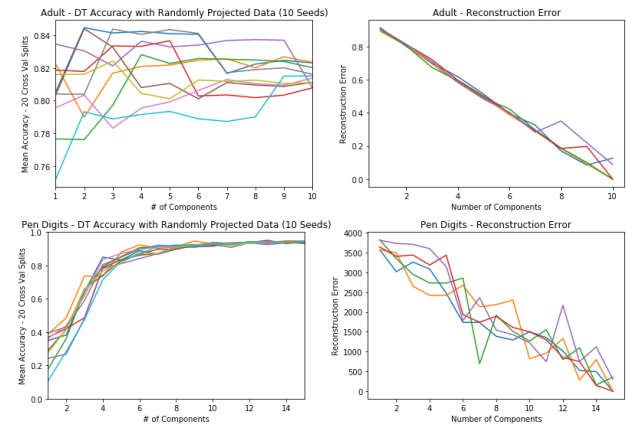 Adult - DT Accuracy with Randomly Projected Data (10 Seeds)
Mean Accuracy - 20 Cross Val Splits
0.84
0.82
0.80
0.78
0.76
1 2 3 4 5 6 7 8 9 10
# of Components
Adult - Reconstruction Error
Reconstruction Error
0.8
0.6
0.4
0.2
0.0
2 4 6 8 10
Number of Components
Pen Digits - DT Accuracy with Randomly Projected Data (10 Seeds)
Mean Accuracy - 20 Cross Val Splits
1.0
0.8
0.6
0.4
0.2
0.0
2 4 6 8 10 12 14
# of Components
Pen Digits - Reconstruction Error
Reconstruction Error
4000
3500
3000
2500
2000
1500
1000
500
0
2 4 6 8 10 12 14
Number of Components